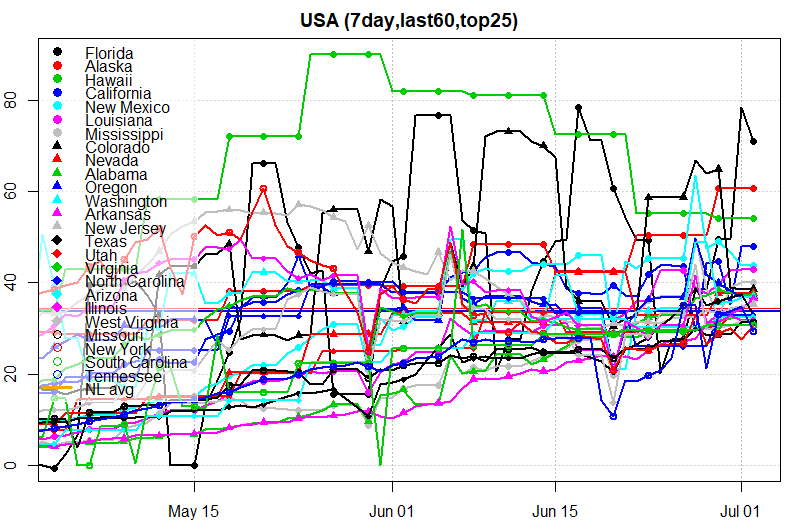 USA (7day,last60,top25)
80
60
40
20
0
Florida
Alaska
Hawaii
California
New Mexico
Louisiana
Mississippi
Colorado
Nevada
Alabama
Oregon
Washington
Arkansas
New Jersey
Texas
Utah
Virginia
North Carolina
Arizona
Illinois
West Virginia
Missouri
New York
South Carolina
Tennessee
NL avg
May 15
Jun 01
Jun 15
Jul 01